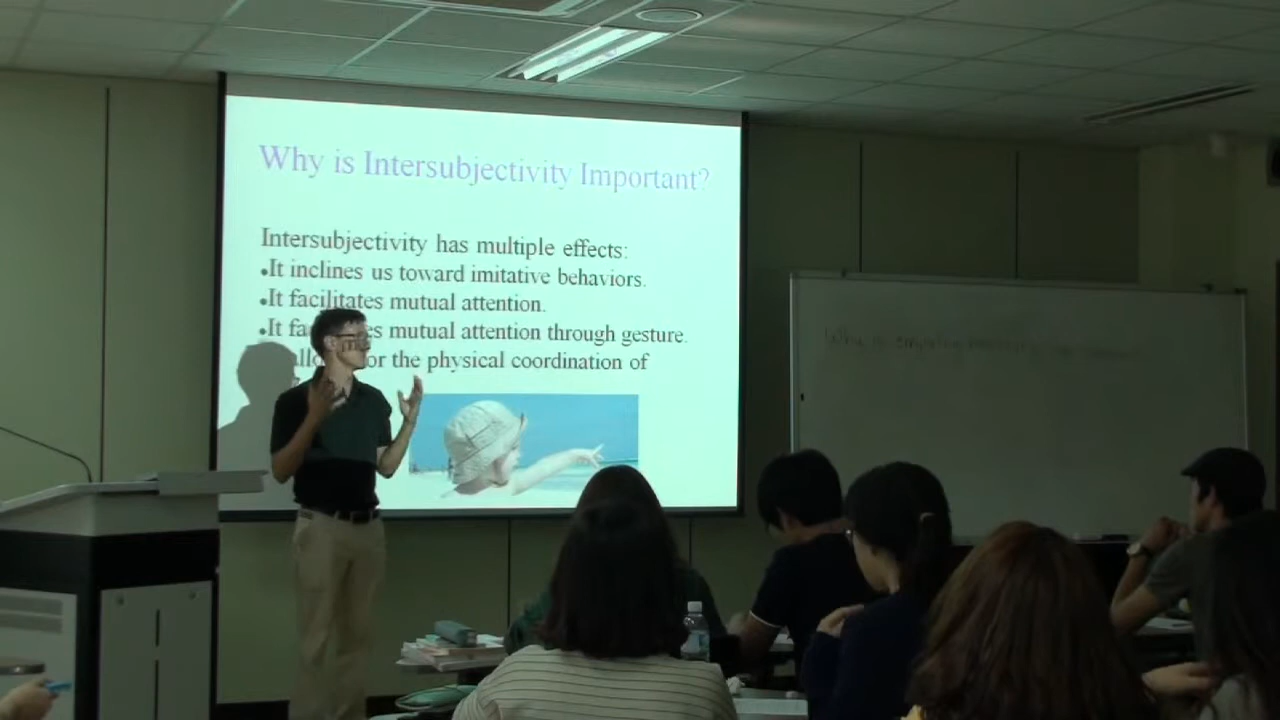 Why is Intersubjectivity Important?
Intersubjectivity has multiple effects:
•It inclines us toward imitative behaviors.
•It facilitates mutual attention.
•It fa es mutual attention through gesture.
allo or the physical coordination of